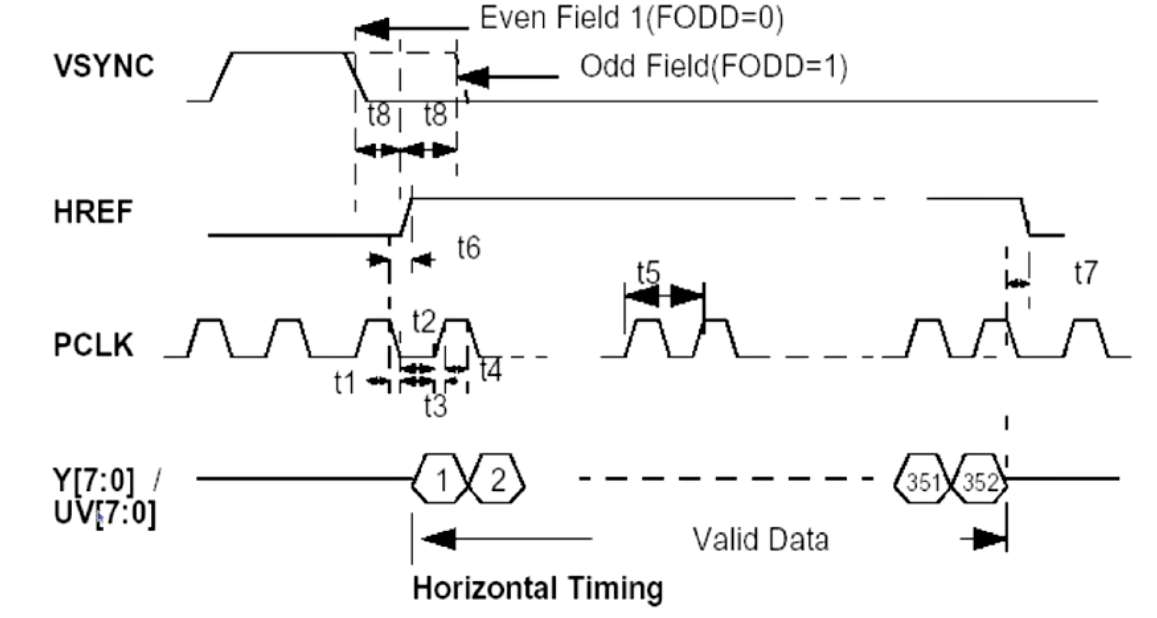 Even Field 1(FODD=0)
VSYNC
Odd Field(FODD=1)
t8 t8
HREF
t6
t5
t7
t2
PCLK
t4
t1
t3
Y[7:0] /
UV[7:0]
1 2
351 352
Valid Data
Horizontal Timing